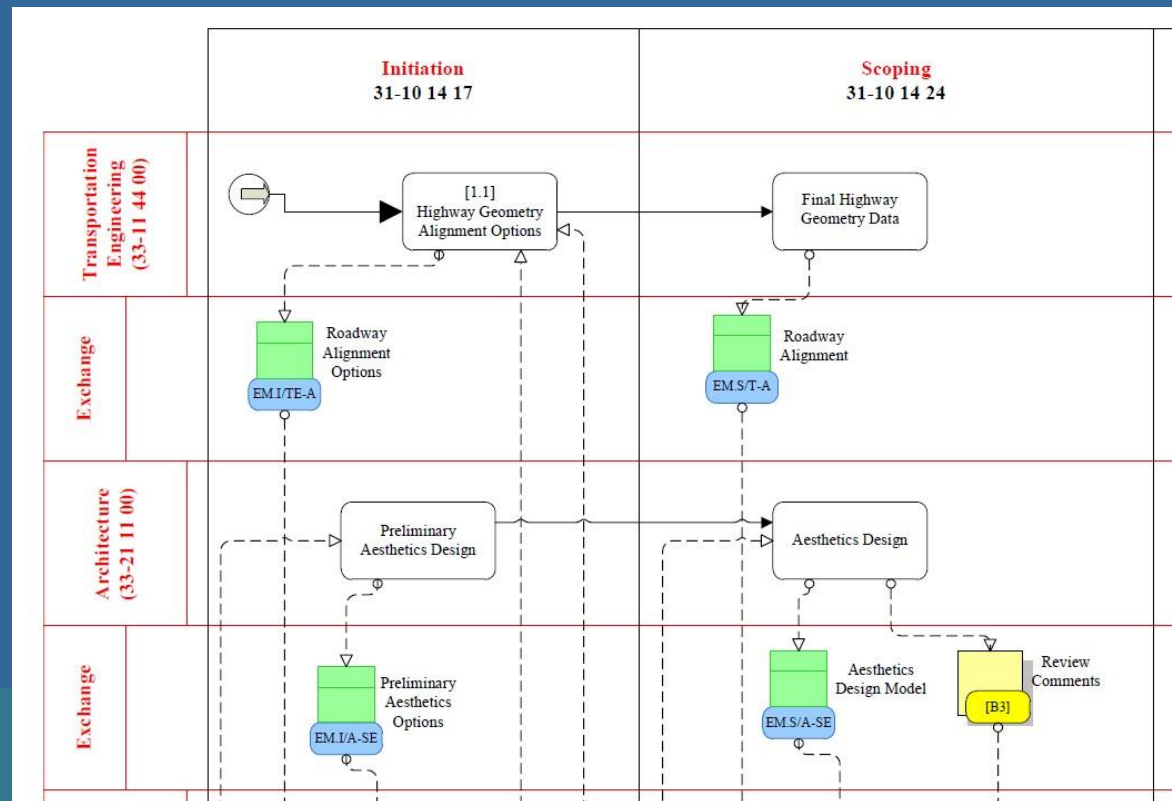 Initiation
31-10 14 17
Scoping
31-10 14 24
Transportation
Engineering
(33-11 44 00)
[1.1]
Highway Geometry
Alignment Options
Final Highway
Geometry Data
Exchange
Roadway
Alignment
Options
EM.I/TE-A
Roadway
Alignment
EM.S/T-A
Architecture
(33-21 11 00)
Preliminary
Aesthetics Design
Aesthetics Design
Exchange
Preliminary
Aesthetics
Options
EM.I/A-SE
Aesthetics
Design Model
EM.S/A-SE
Review
Comments
[B3]